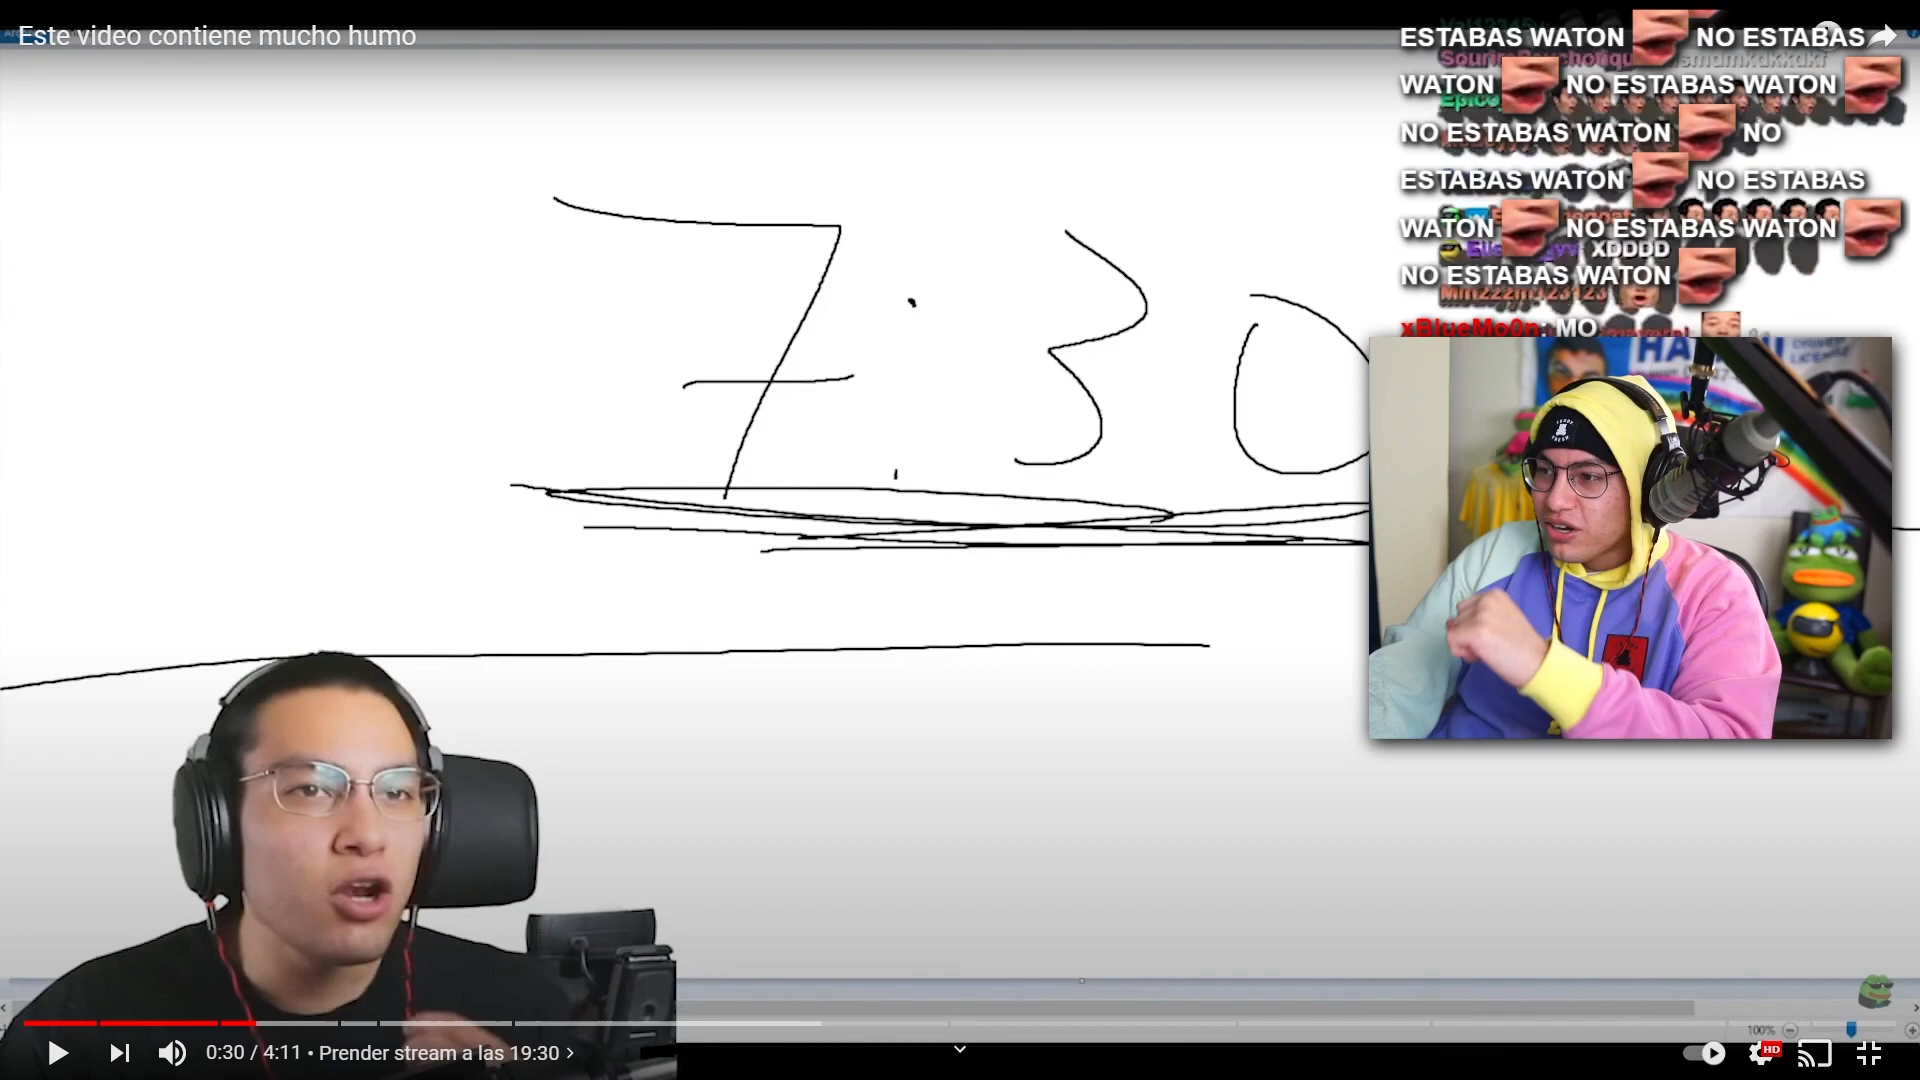 Este video contiene mucho humo
ESTABAS WATON NO ESTABAS
WATON NO ESTABAS WATON
NO ESTABAS WATON NO
ESTABAS WATON NO ESTABAS
WATON NO ESTABAS WATON
XDDDD
NO ESTABAS WATON
xBlueMo0n: MO
7:30
0:30 / 4:11 • Prender stream a las 19:30 >
HD
100%